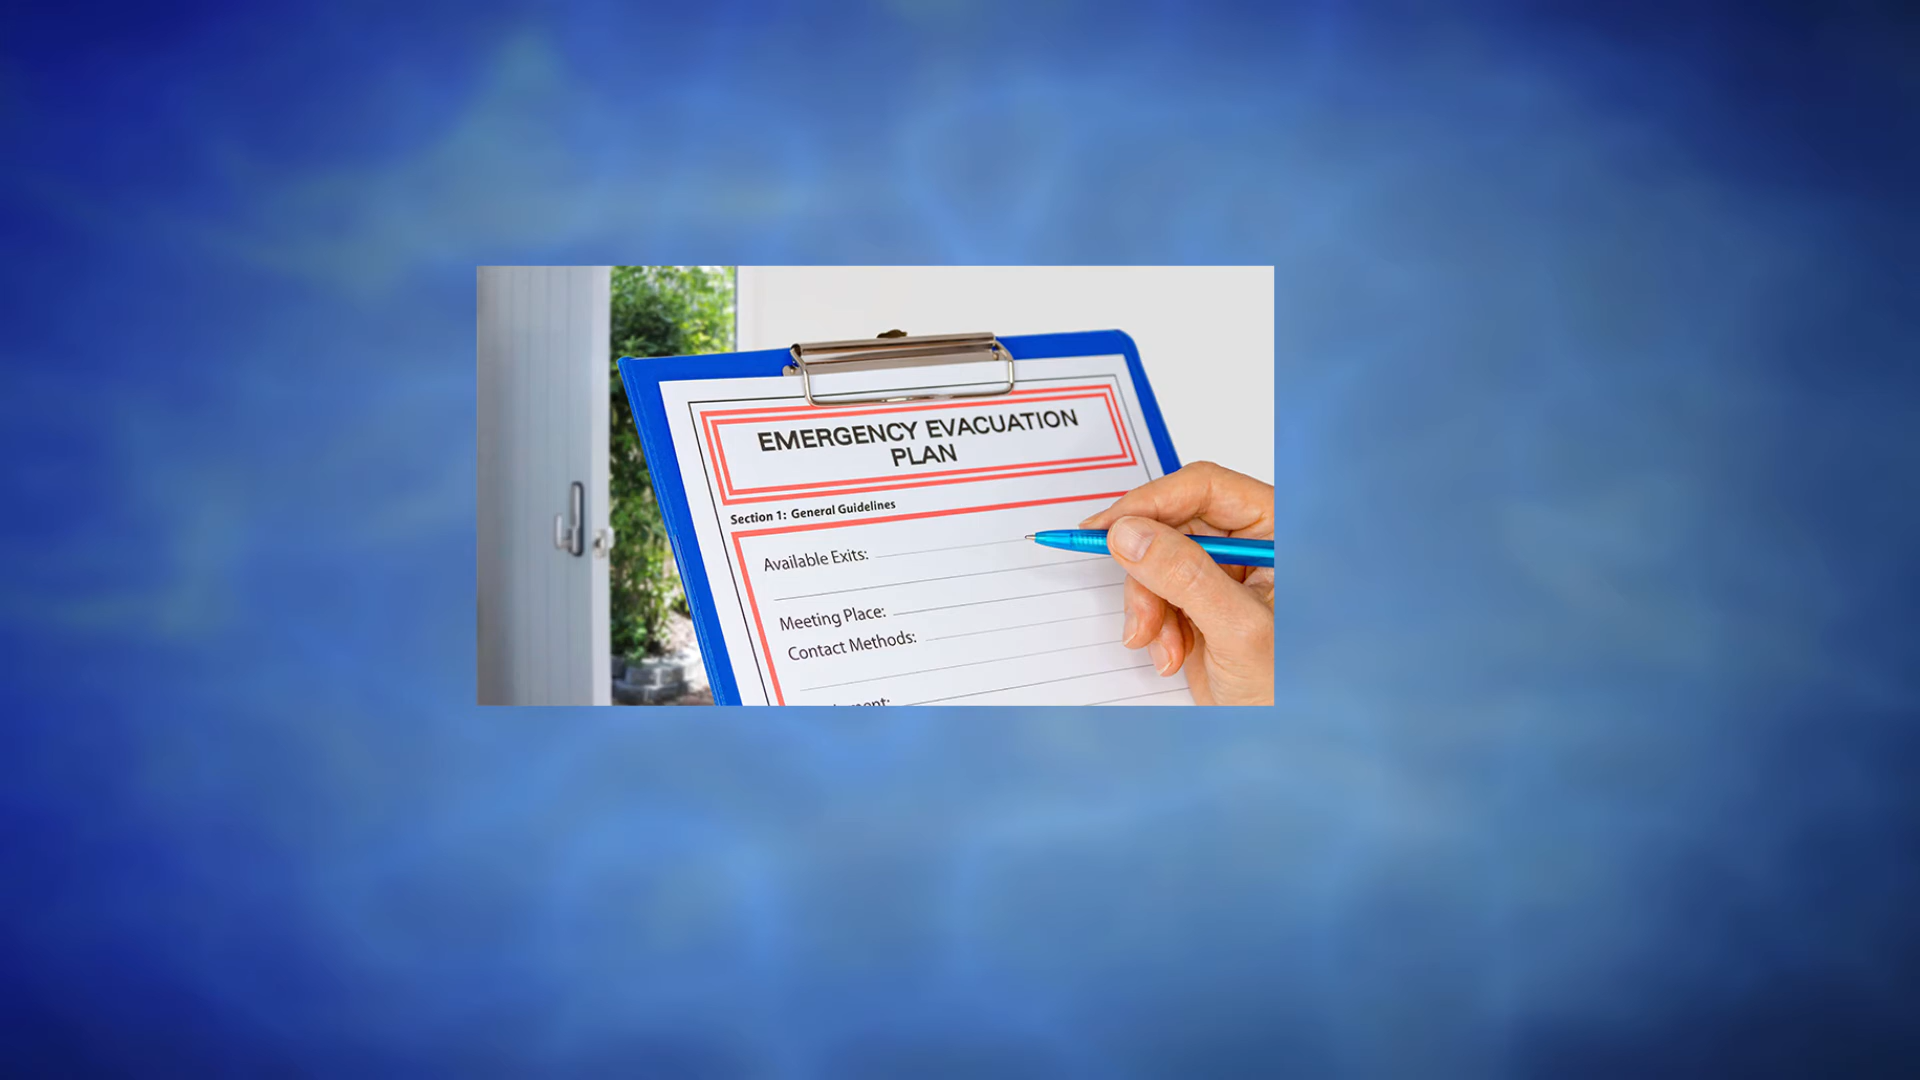 EMERGENCY EVACUATION
PLAN
Section 1: General Guidelines
Available Exits:
Meeting Place:
Contact Methods: